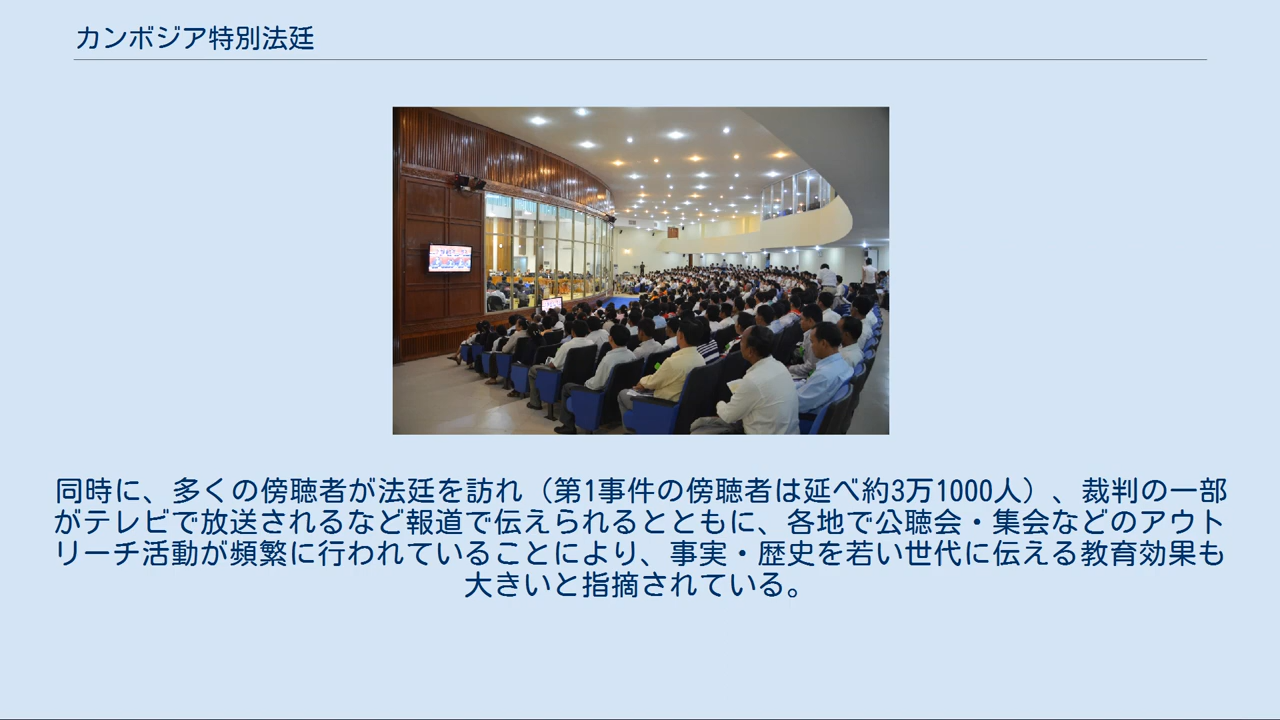 カンボジア特別法廷
同時に、多くの傍聴者が法廷を訪れ（第1事件の傍聴者は延べ約3万1000人）、裁判の一部
がテレビで放送されるなど報道で伝えられるとともに、各地で公聴会・集会などのアウト
リーチ活動が頻繁に行われていることにより、事実・歴史を若い世代に伝える教育効果も
大きいと指摘されている。